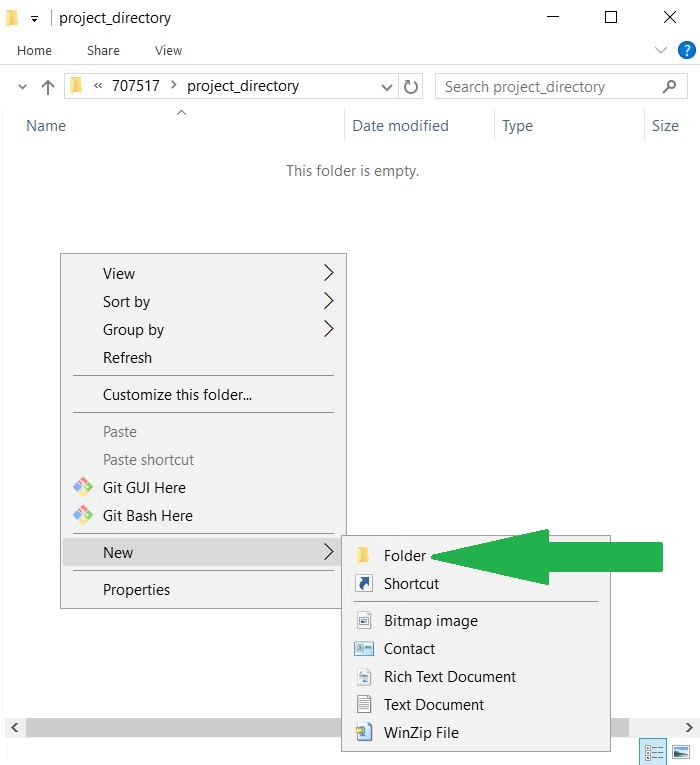 project_directory
Home Share View
?
« 707517 > project_directory
Search project_directory
Name Date modified Type Size
This folder is empty.
View
Sort by
Group by
Refresh
Customize this folder...
Paste
Paste shortcut
Git GUI Here
Git Bash Here
New
Properties
Folder
Shortcut
Bitmap image
Contact
Rich Text Document
Text Document
WinZip File